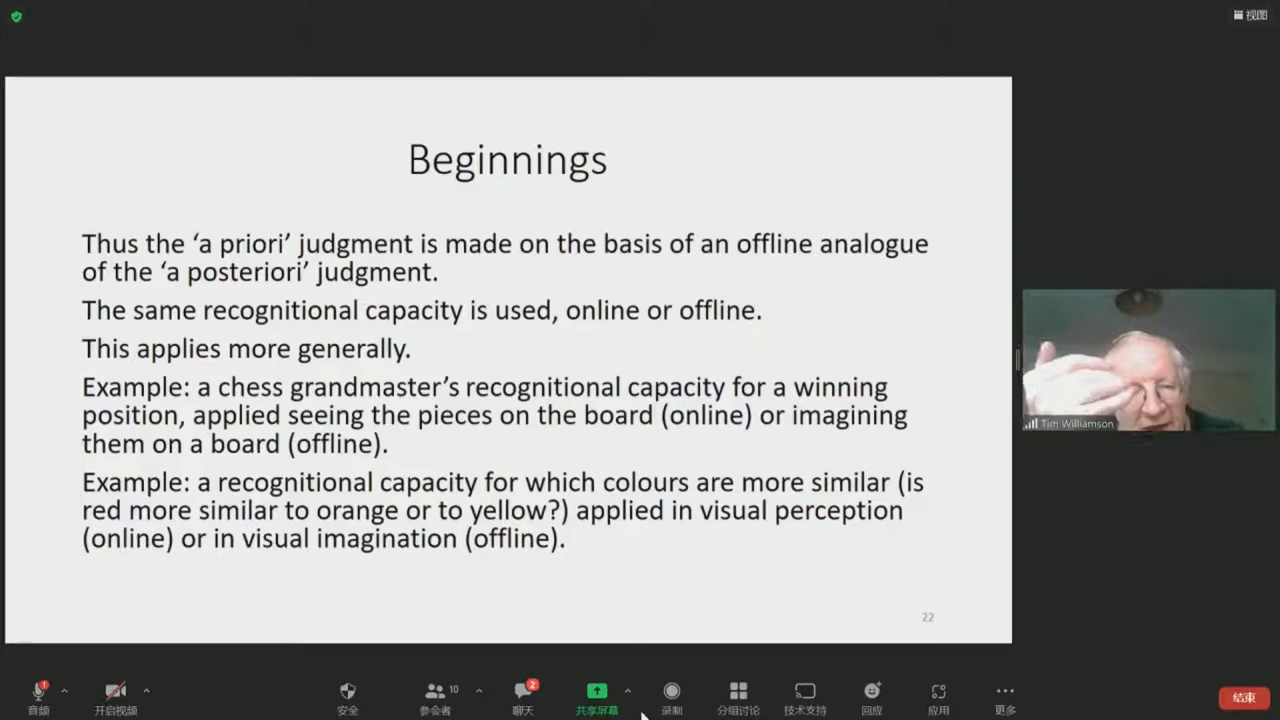 视图
Beginnings
Thus the ‘a priori’ judgment is made on the basis of an offline analogue
of the ‘a posteriori’ judgment.
The same recognitional capacity is used, online or offline.
This applies more generally.
Example: a chess grandmaster’s recognitional capacity for a winning
position, applied seeing the pieces on the board (online) or imagining
them on a board (offline).
Example: a recognitional capacity for which colours are more similar (is
red more similar to orange or to yellow?) applied in visual perception
(online) or in visual imagination (offline).
22
Tim Williamson
10
2
音频
开启视频
安全
参会者
聊天
共享屏幕
录制
分组讨论
技术支持
回应
应用
更多
结束